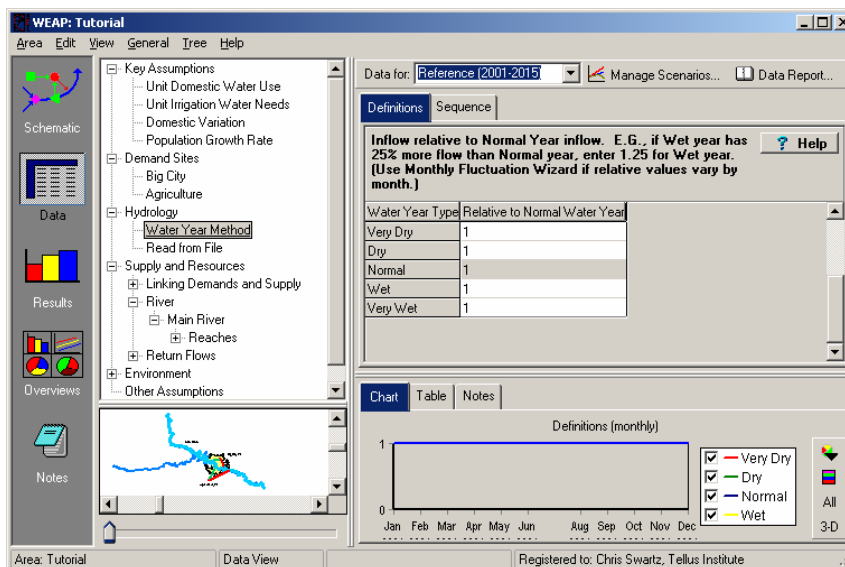 WEAP: Tutorial
Area Edit View General Tree Help
Schematic
Data
Results
Overviews
Notes
Key Assumptions
Unit Domestic Water Use
Unit Irrigation Water Needs
Domestic Variation
Population Growth Rate
Demand Sites
Big City
Agriculture
Hydrology
Water Year Method
Read from File
Supply and Resources
Linking Demands and Supply
River
Main River
Reaches
Return Flows
Environment
Other Assumptions
Data for: Reference (2001-2015) Manage Scenarios... Data Report...
Definitions Sequence
Inflow relative to Normal Year inflow. E.G., if Wet year has
25% more flow than Normal year, enter 1.25 for Wet year.
(Use Monthly Fluctuation Wizard if relative values vary by
month.)
? Help
Water Year Type Relative to Normal Water Year
Very Dry 1
Dry 1
Normal 1
Wet 1
Very Wet 1
Chart Table Notes
Definitions (monthly)
1
0
Jan Feb Mar Apr May Jun Aug Sep Oct Nov Dec
Very Dry
Dry
Normal
Wet
All
3-D
Area: Tutorial Data View Registered to: Chris Swartz, Tellus Institute